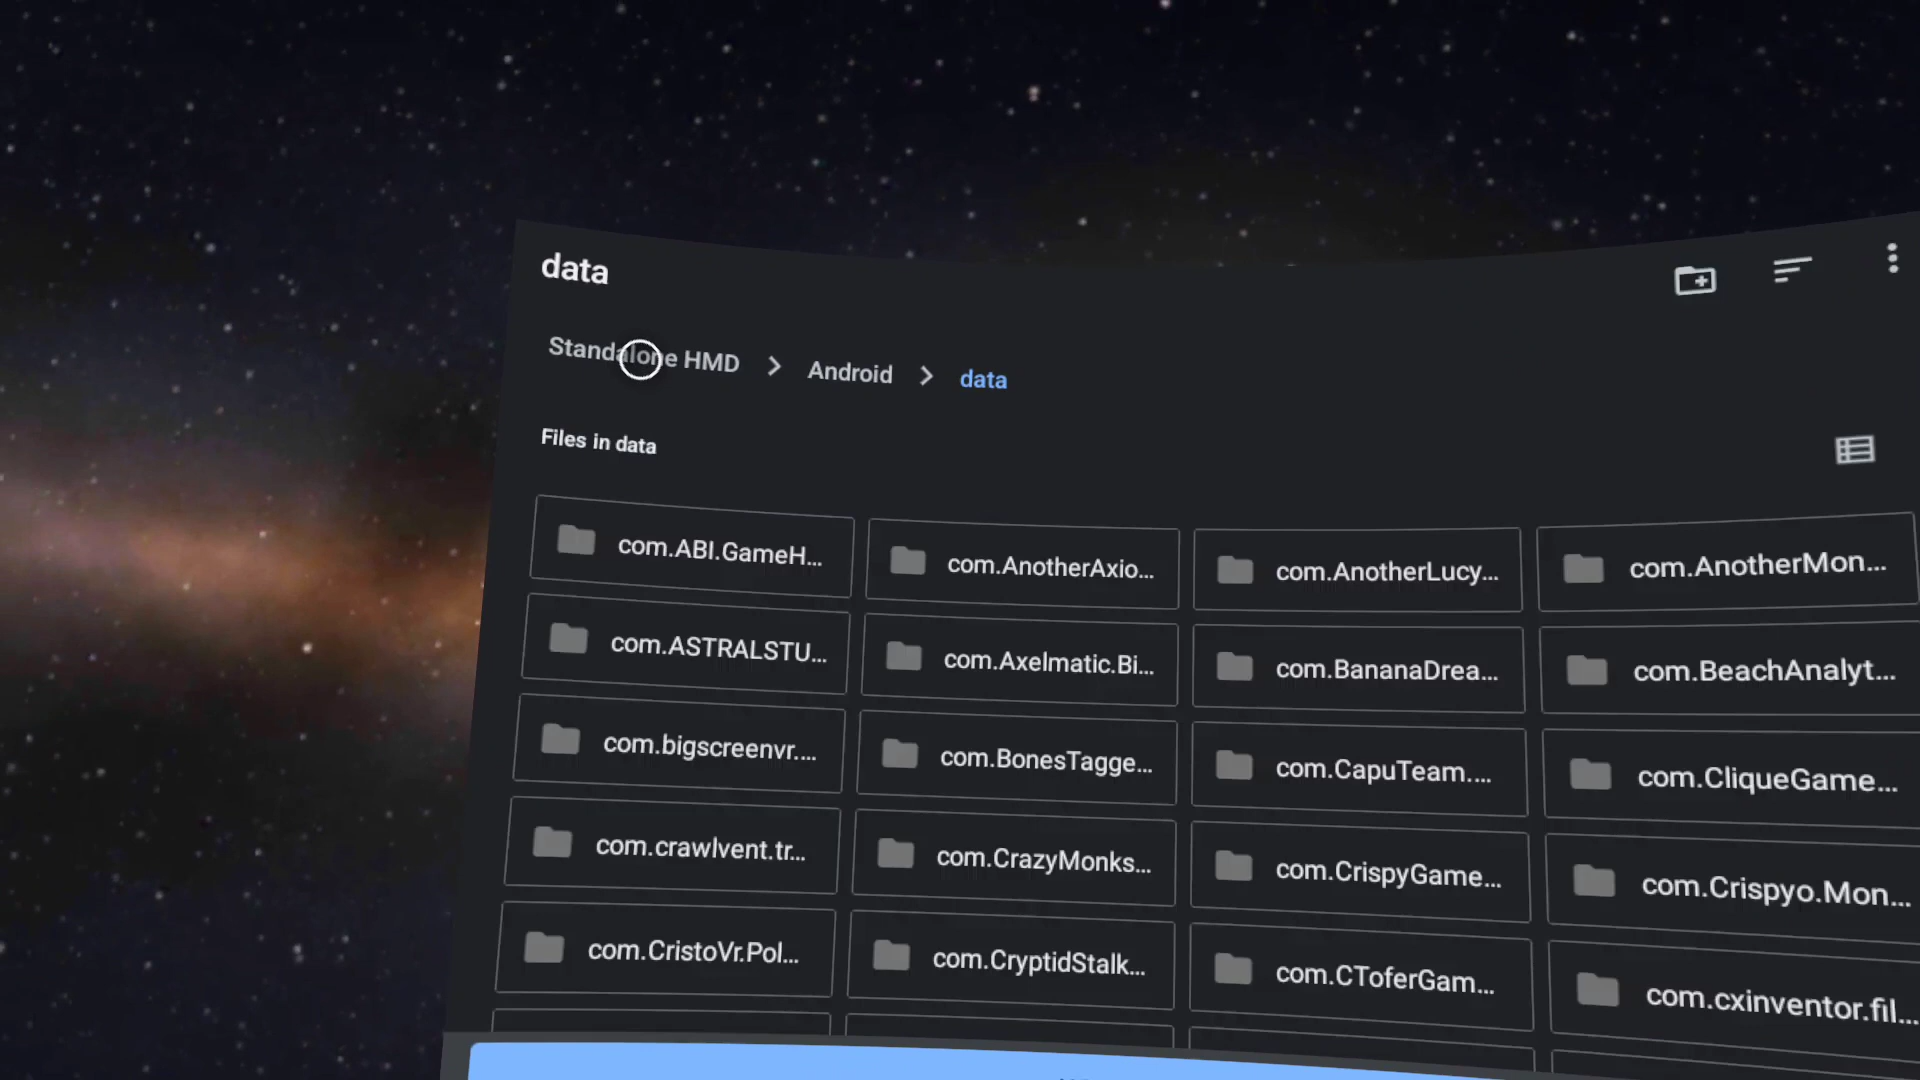 data
Standalone HMD > Android > data
Files in data
com.ABI.GameH...
com.AnotherAxio...
com.AnotherLucy...
com.AnotherMon...
com.ASTRALSTU...
com.Axelmatic.Bi...
com.BananaDrea...
com.BeachAnalyt...
com.bigscreenvr....
com.BonesTagge...
com.CapuTeam....
com.CliqueGame...
com.crawlvent.tr...
com.CrazyMonks...
com.CrispyGame...
com.Crispyo.Mon...
com.CristoVr.Pol...
com.CryptidStalk...
com.CToferGam...
com.cxinventor.fil...